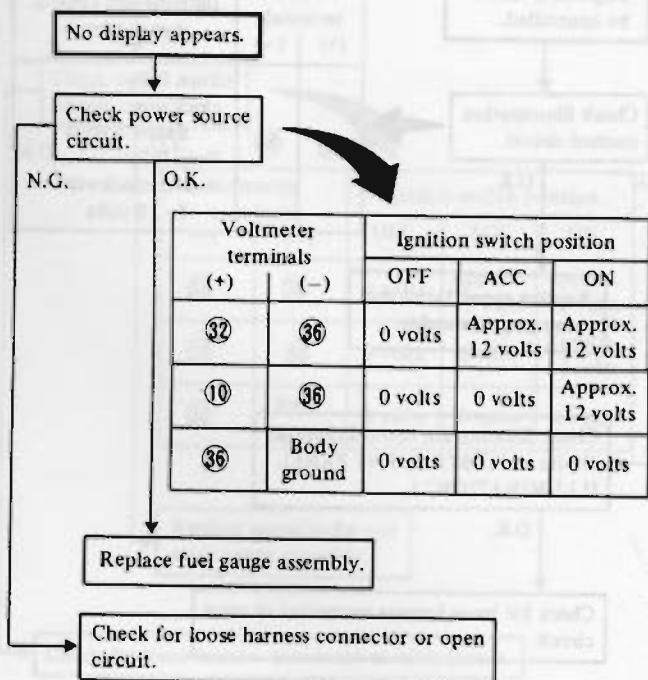 No display appears.
Check power source
circuit.
N.G.
O.K.
Voltmeter
terminals
Ignition switch position
(+) (−) OFF ACC ON
㉜ ㊱ 0 volts Approx.
12 volts Approx.
12 volts
⑩ ㊱ 0 volts 0 volts Approx.
12 volts
㊱ Body
ground 0 volts 0 volts 0 volts
Replace fuel gauge assembly.
Check for loose harness connector or open
circuit.